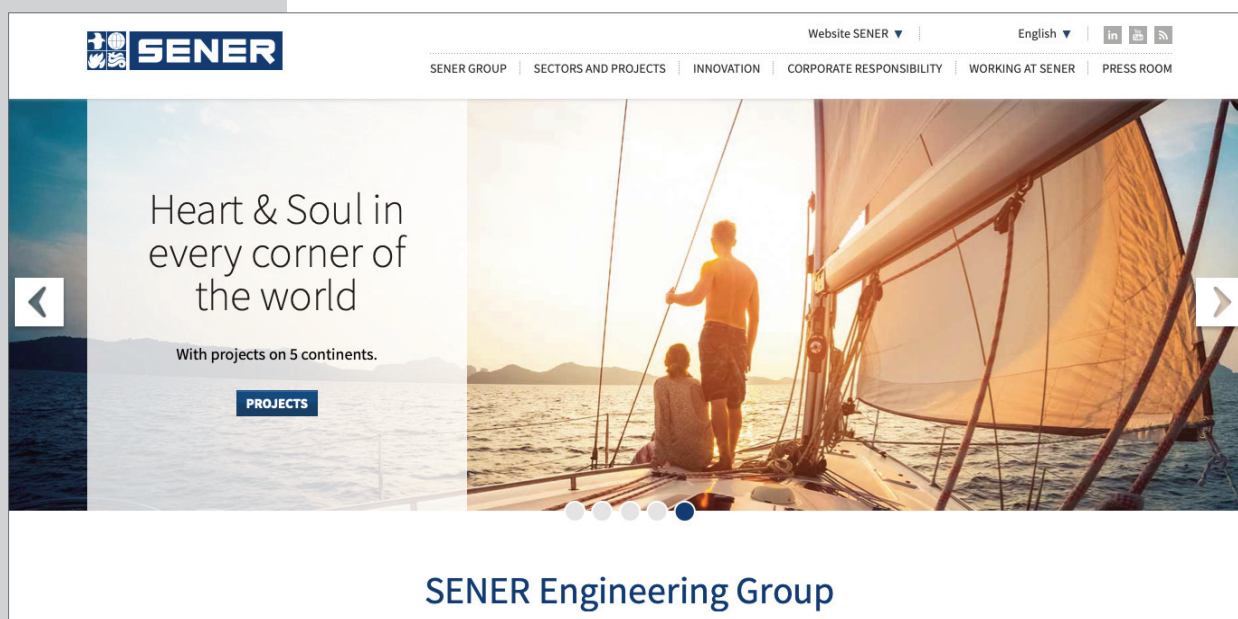 SENER
Website SENER
English
in
You
SENER GROUP
SECTORS AND PROJECTS
INNOVATION
CORPORATE RESPONSIBILITY
WORKING AT SENER
PRESS ROOM
Heart & Soul in
every corner of
the world
With projects on 5 continents.
PROJECTS
SENER Engineering Group